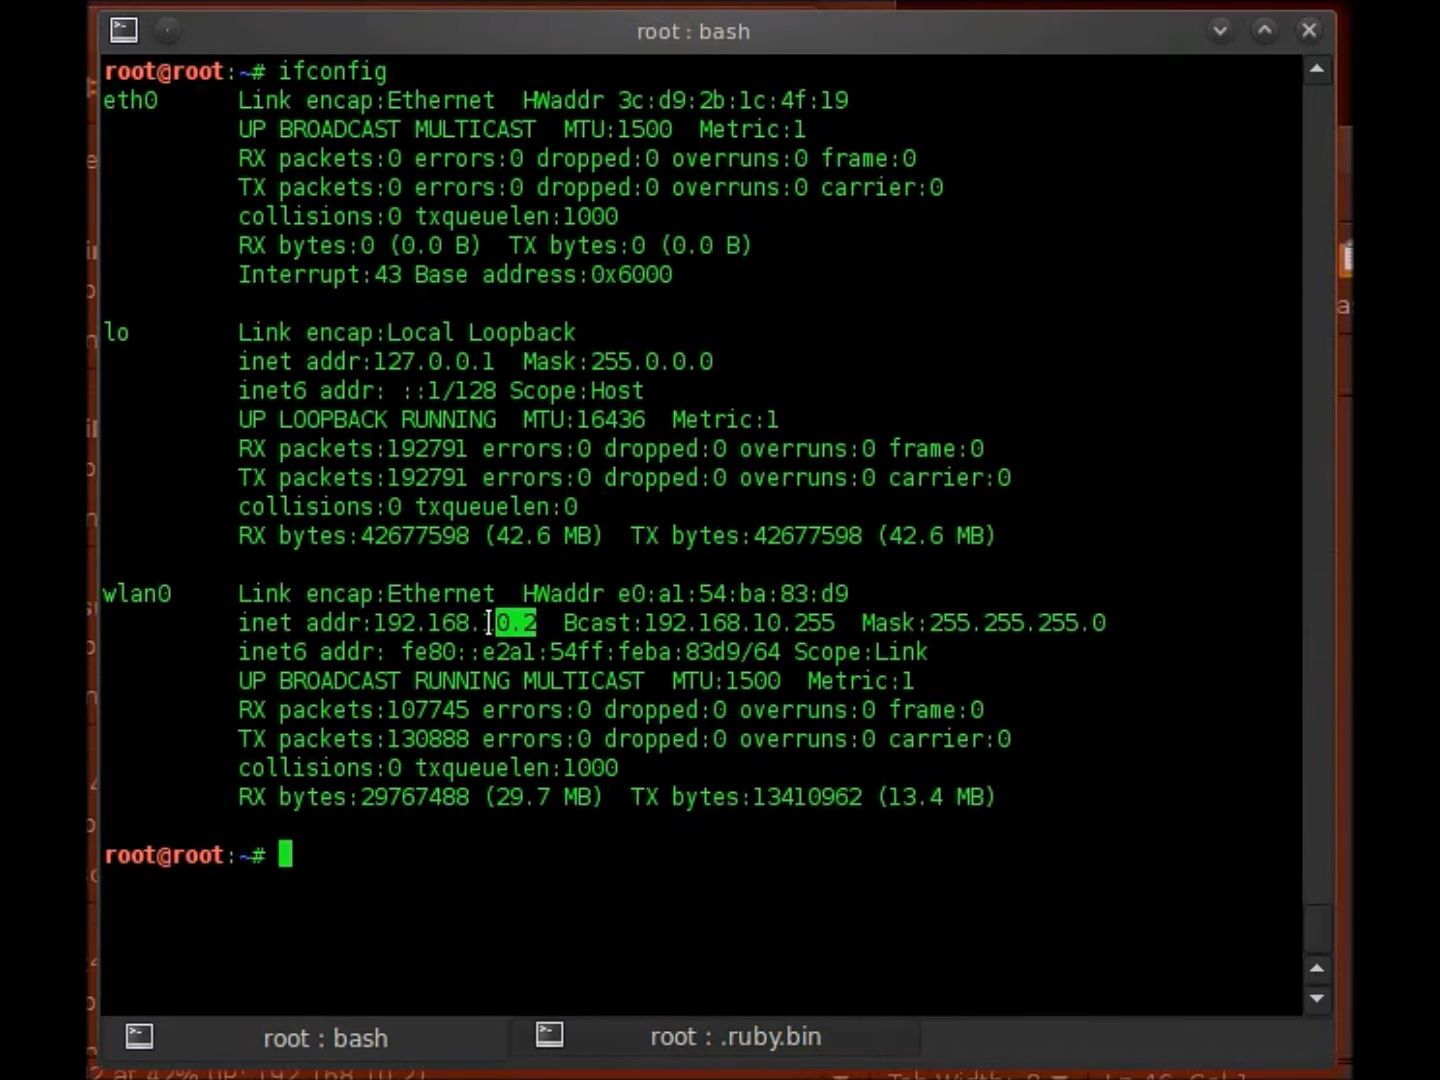 root : bash
root@root:~# ifconfig
eth0 Link encap:Ethernet HWaddr 3c:d9:2b:1c:4f:19
UP BROADCAST MULTICAST MTU:1500 Metric:1
RX packets:0 errors:0 dropped:0 overruns:0 frame:0
TX packets:0 errors:0 dropped:0 overruns:0 carrier:0
collisions:0 txqueuelen:1000
RX bytes:0 (0.0 B) TX bytes:0 (0.0 B)
Interrupt:43 Base address:0x6000
lo Link encap:Local Loopback
inet addr:127.0.0.1 Mask:255.0.0.0
inet6 addr: ::1/128 Scope:Host
UP LOOPBACK RUNNING MTU:16436 Metric:1
RX packets:192791 errors:0 dropped:0 overruns:0 frame:0
TX packets:192791 errors:0 dropped:0 overruns:0 carrier:0
collisions:0 txqueuelen:0
RX bytes:42677598 (42.6 MB) TX bytes:42677598 (42.6 MB)
wlan0 Link encap:Ethernet HWaddr e0:a1:54:ba:83:d9
inet addr:192.168.10.2 Bcast:192.168.10.255 Mask:255.255.255.0
inet6 addr: fe80::e2a1:54ff:feba:83d9/64 Scope:Link
UP BROADCAST RUNNING MULTICAST MTU:1500 Metric:1
RX packets:107745 errors:0 dropped:0 overruns:0 frame:0
TX packets:130888 errors:0 dropped:0 overruns:0 carrier:0
collisions:0 txqueuelen:1000
RX bytes:29767488 (29.7 MB) TX bytes:13410962 (13.4 MB)
root@root:~#
root : bash
root : .ruby.bin